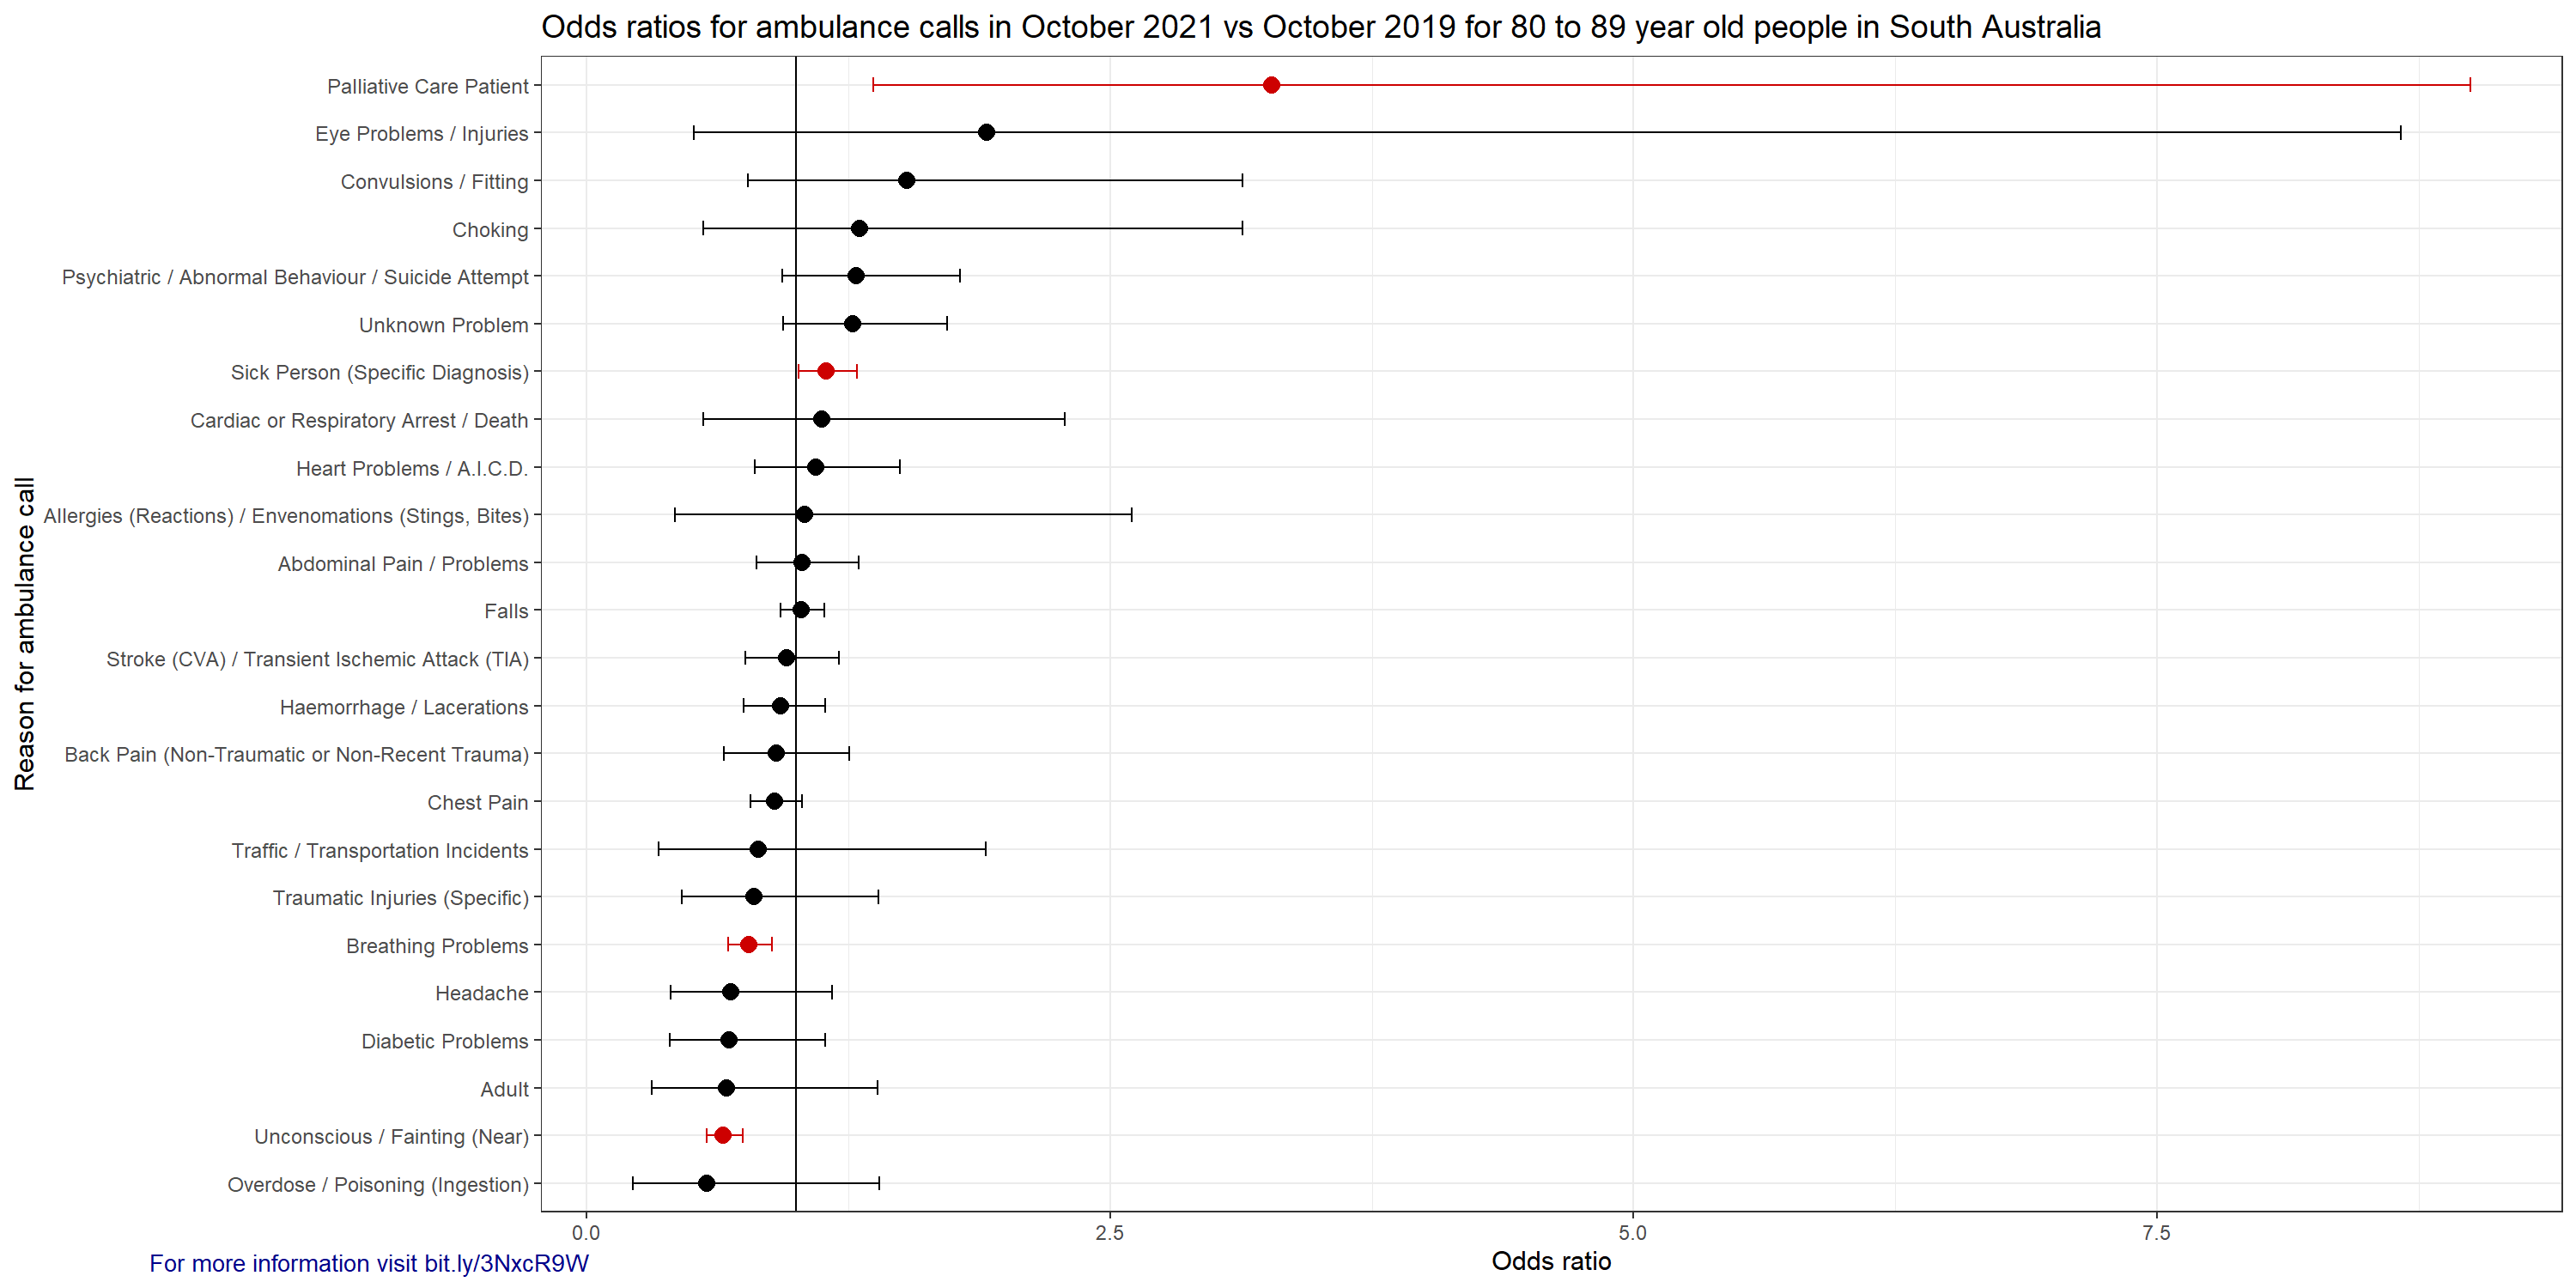 Odds ratios for ambulance calls in October 2021 vs October 2019 for 80 to 89 year old people in South Australia
Reason for ambulance call
Palliative Care Patient
Eye Problems / Injuries
Convulsions / Fitting
Choking
Psychiatric / Abnormal Behaviour / Suicide Attempt
Unknown Problem
Sick Person (Specific Diagnosis)
Cardiac or Respiratory Arrest / Death
Heart Problems / A.I.C.D.
Allergies (Reactions) / Envenomations (Stings, Bites)
Abdominal Pain / Problems
Falls
Stroke (CVA) / Transient Ischemic Attack (TIA)
Haemorrhage / Lacerations
Back Pain (Non-Traumatic or Non-Recent Trauma)
Chest Pain
Traffic / Transportation Incidents
Traumatic Injuries (Specific)
Breathing Problems
Headache
Diabetic Problems
Adult
Unconscious / Fainting (Near)
Overdose / Poisoning (Ingestion)
0.0 2.5 5.0 7.5
Odds ratio
For more information visit bit.ly/3NxcR9W